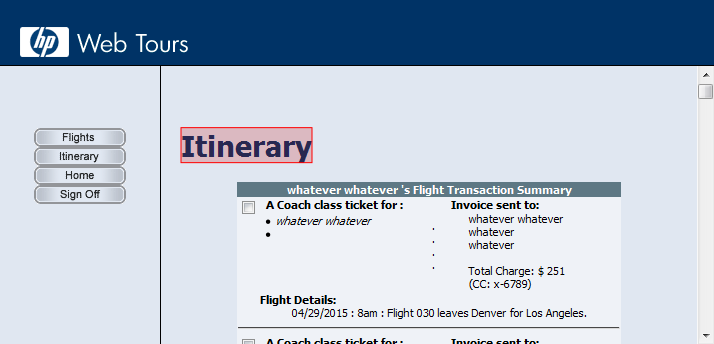 hp Web Tours
Flights
Itinerary
Home
Sign Off
Itinerary
whatever whatever 's Flight Transaction Summary
A Coach class ticket for :
whatever whatever
Invoice sent to:
whatever whatever
whatever
whatever
Total Charge: $ 251
(CC: x-6789)
Flight Details:
04/29/2015 : 8am : Flight 030 leaves Denver for Los Angeles.
A Coach class ticket for :
Invoice sent to: